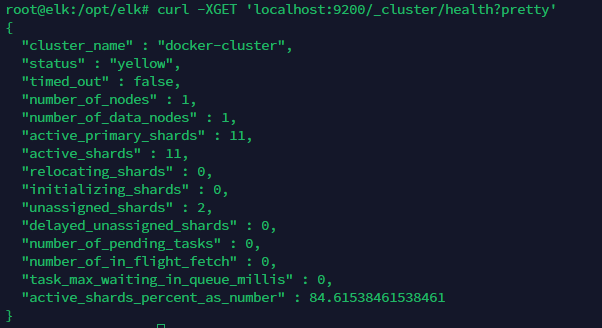 root@elk:/opt/elk# curl -XGET 'localhost:9200/_cluster/health?pretty'
{
  "cluster_name" : "docker-cluster",
  "status" : "yellow",
  "timed_out" : false,
  "number_of_nodes" : 1,
  "number_of_data_nodes" : 1,
  "active_primary_shards" : 11,
  "active_shards" : 11,
  "relocating_shards" : 0,
  "initializing_shards" : 0,
  "unassigned_shards" : 2,
  "delayed_unassigned_shards" : 0,
  "number_of_pending_tasks" : 0,
  "number_of_in_flight_fetch" : 0,
  "task_max_waiting_in_queue_millis" : 0,
  "active_shards_percent_as_number" : 84.61538461538461
}